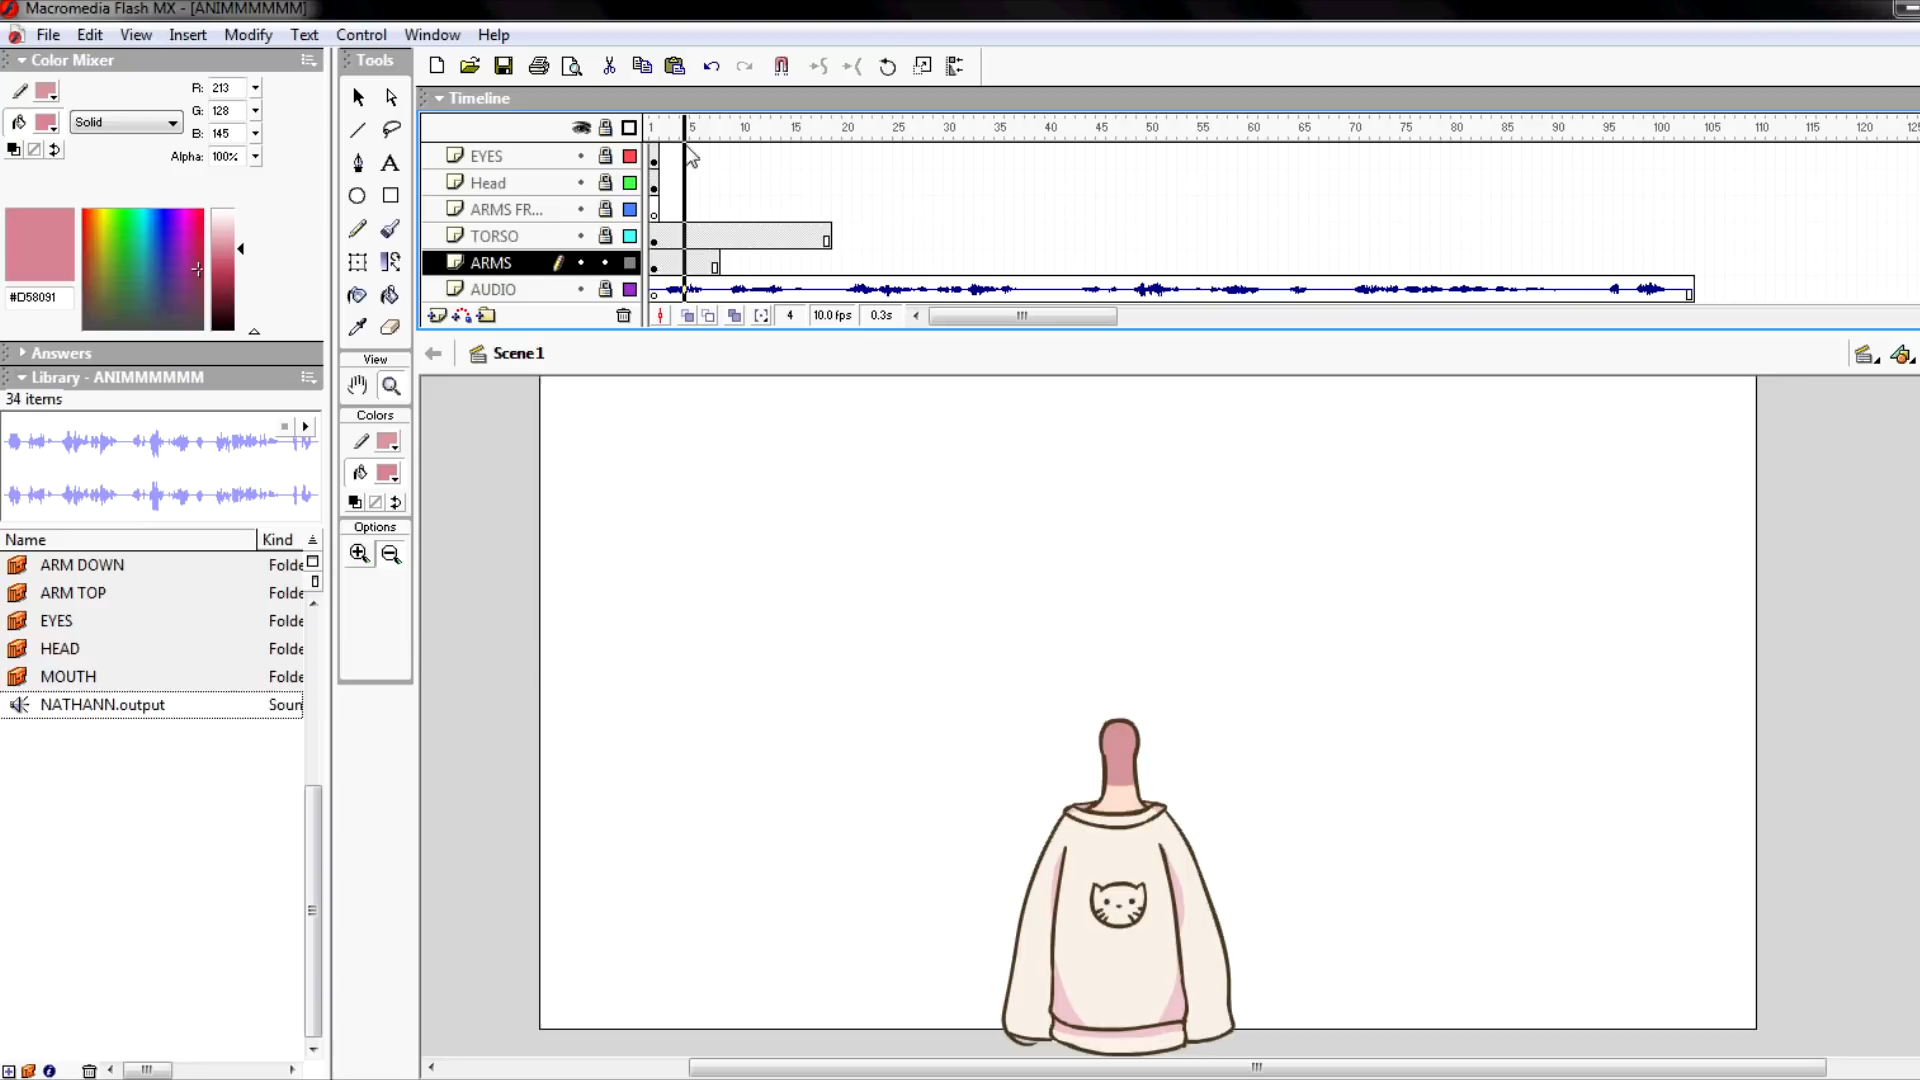 Macromedia Flash MX - [ANIMMMMMM]
File Edit View Insert Modify Text Control Window Help
Color Mixer
R: 213
G: 128
B: 145
Solid
Alpha: 100%
#D58091
Answers
Library - ANIMMMMMM
34 items
Name Kind
ARM DOWN Folde
ARM TOP Folde
EYES Folde
HEAD Folde
MOUTH Folde
NATHANN.output Soun
Tools
View
Colors
Options
Timeline
1 5 10 15 20 25 30 35 40 45 50 55 60 65 70 75 80 85 90 95 100 105 110 115 120 125
EYES
Head
ARMS FR...
TORSO
ARMS
AUDIO
4 10.0 fps 0.3s
Scene1